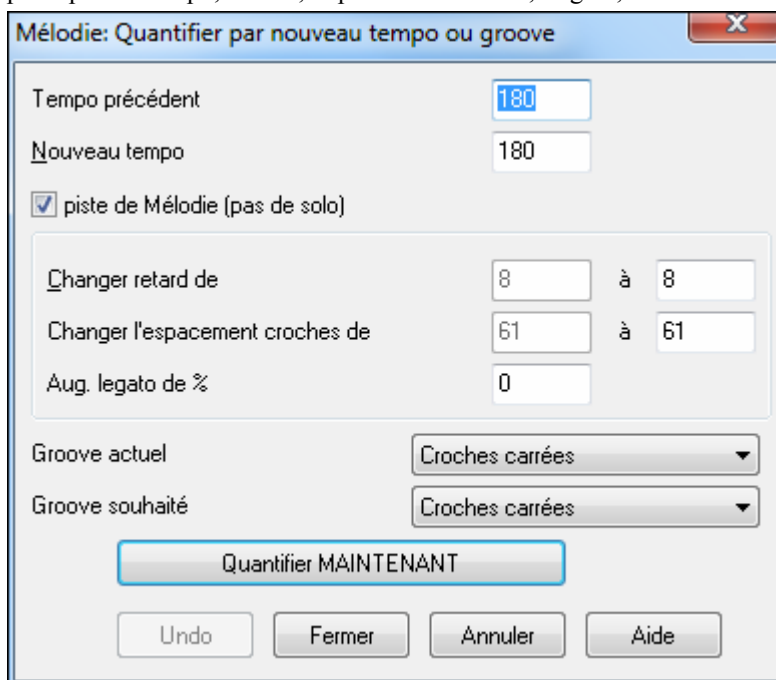 Mélodie: Quantifier par nouveau tempo ou groove
Tempo précédent 180
Nouveau tempo 180
piste de Mélodie (pas de solo)
Changer retard de 8 à 8
Changer l'espacement croches de 61 à 61
Aug. legato de % 0
Groove actuel Croches carrées
Groove souhaité Croches carrées
Quantifier MAINTENANT
Undo Fermer Annuler Aide